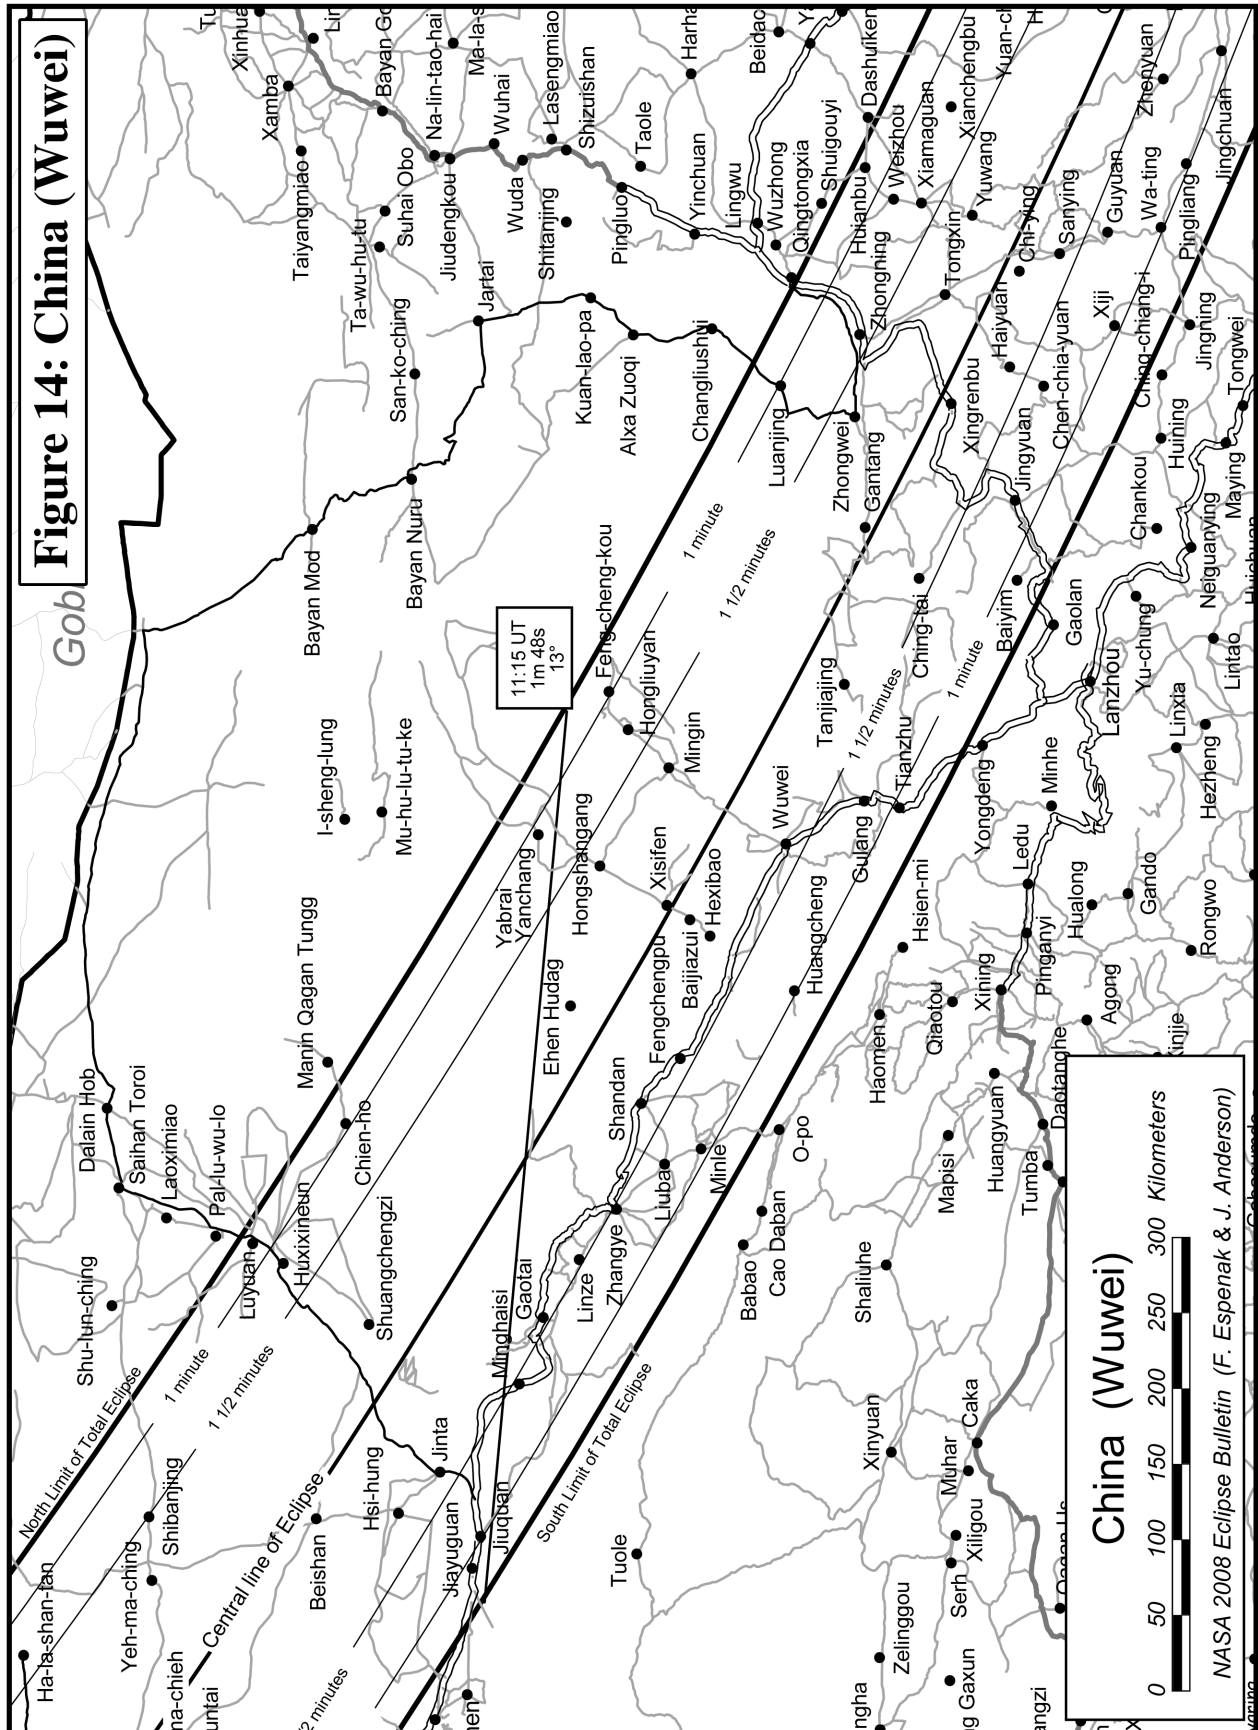 Figure 14: China (Wuwei)
Gobi
Xinhua
Xamba
Taiyangmiao
Ta-wu-hu-tu
San-ko-ching
Bayan Mod
Bayan Nuru
Suhai Obo
Jiudengkou
Jartai
Na-lin-tao-hai
Wuhai
Wuda
Shitanjing
Lasengmiao
Shizuishan
Taole
Pingluo
Yinchuan
Lingwu
Wuzhong
Qingtongxia
Shuigouyi
Huianbu
Dashuiken
Weizhou
Xiamaguan
Xianchengbu
Yuwang
Tongxin
Zhongning
Chi-ying
Sanying
Guyuan
Wa-ting
Pingliang
Zhenyuan
Jingchuan
Kuan-lao-pa
Alxa Zuoqi
Changliushui
Luanjing
Zhongwei
Gantang
Xingrenbu
Haiyuan
Chen-cha-yuan
Xiji
Ching-chiang-i
Jingning
Tongwei
Jingyuan
Huining
Chankou
Maying
Neiguanying
I-sheng-lung
Mu-hu-lu-tu-ke
11:15 UT
1m 48s
13°
1 minute
1 1/2 minutes
Feng-cheng-kou
Hongliuyan
Mingin
Tanjiajing
Ching-tai
Baiyim
Gaolan
Yu-chung
Lanzhou
Lintao
Linxia
Hezheng
1 1/2 minutes
1 minute
Wuwei
Gulang
Tianzhu
Yongdeng
Minhe
Ledu
Hualong
Gando
Rongwo
Manin Qagan Tungg
Yabrai
Yanchang
Hongshangang
Xisifen
Baijiazui
Hexibao
Ehen Hudag
Fengchengpu
Huangcheng
Hsien-mi
Haomen
Qiaotou
Xining
Pinganyi
Agong
Dalain Hob
Saihan Toroi
Laoximiao
Pal-lu-wu-lo
Chien-ho
Luyuan
Huxixineun
Shuangchengzi
Shu-lun-ching
Shandan
Liuba
Minle
O-po
Zhangye
Linze
Gaotai
Minghaisi
Babao
Cao Daban
Mapisi
Huangyuan
Tumba
Daotanghe
Shaliuhe
North Limit of Total Eclipse
1 minute
1 1/2 minutes
Central line of Eclipse
South Limit of Total Eclipse
Ha-la-shan-tan
Yeh-ma-ching
Shibanjing
Beishan
Hsi-hung
Jinta
Jiayuguan
Jiuquan
Tuole
Xinyuan
Muhar
Caka
Xiligou
Serh
Zelinggou
China (Wuwei)
0 50 100 150 200 250 300 Kilometers
NASA 2008 Eclipse Bulletin (F. Espenak & J. Anderson)